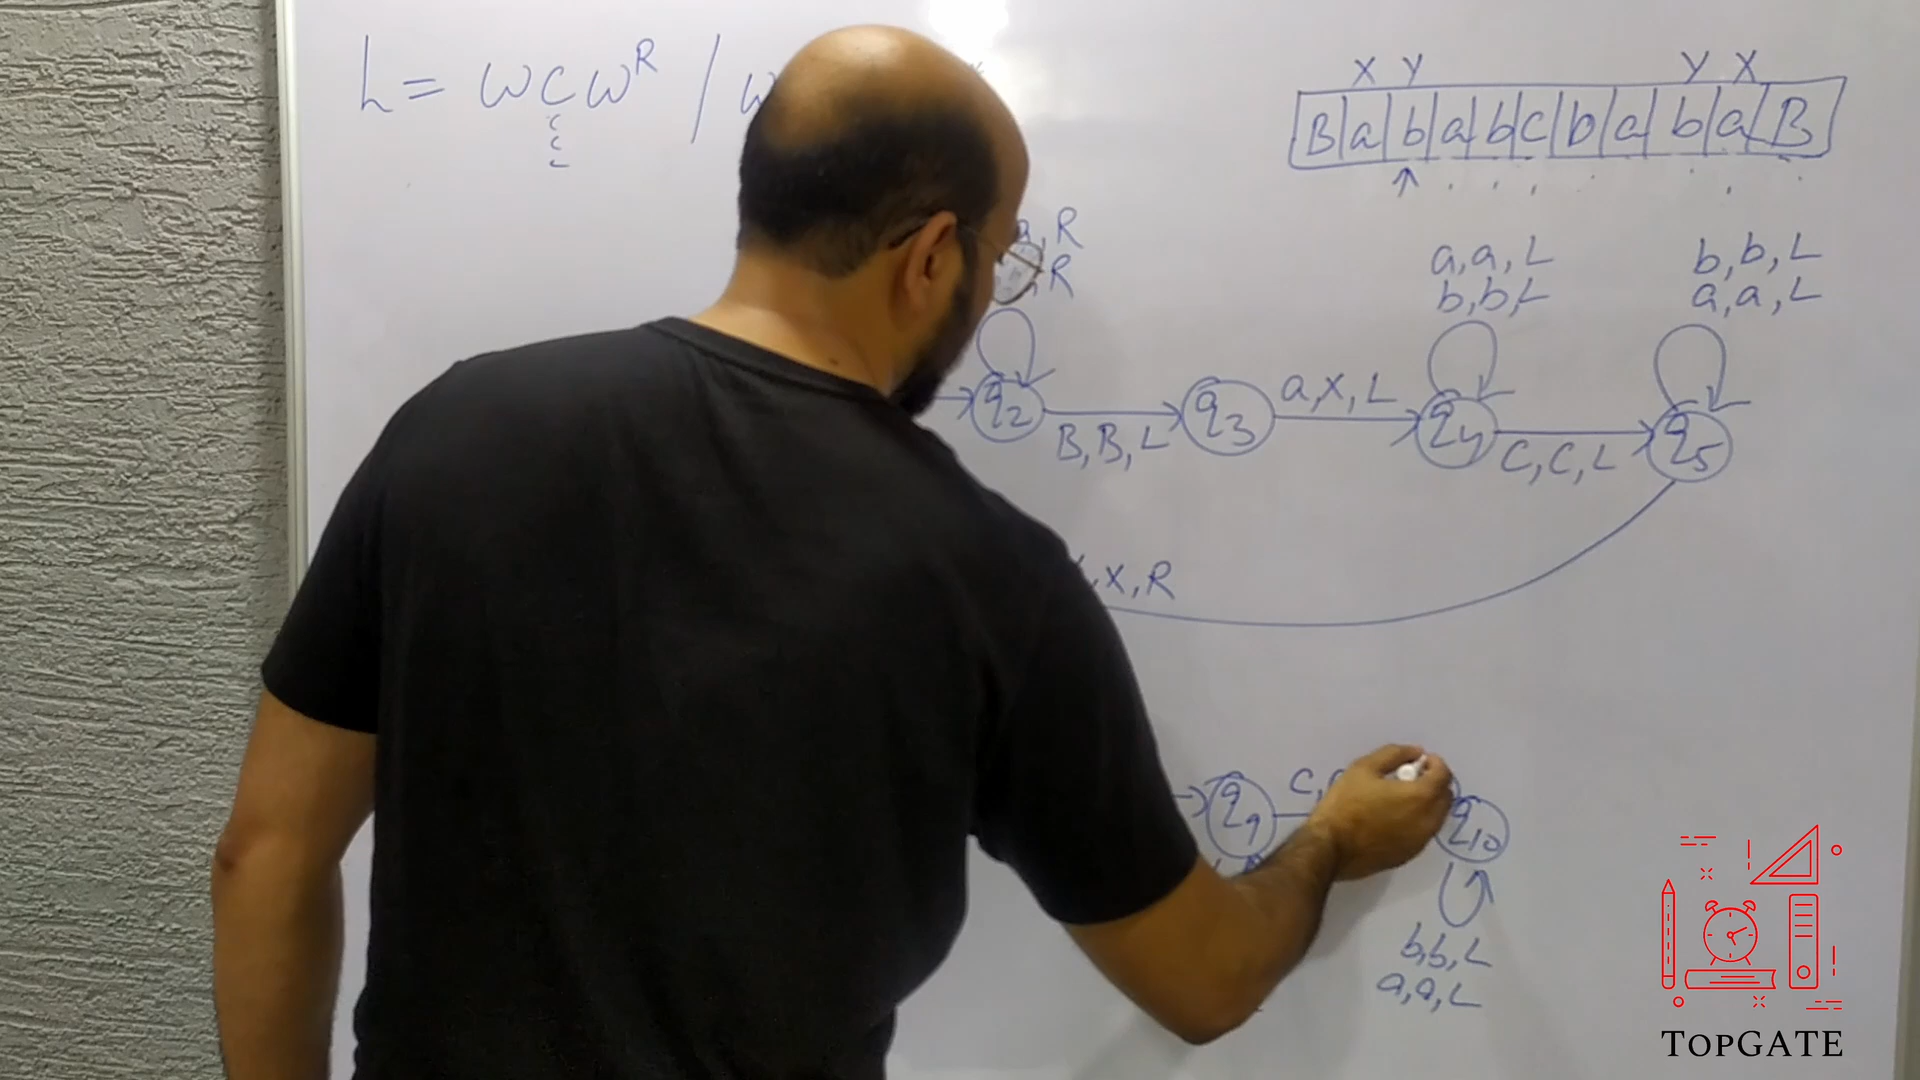 L = WCW^R / W
C
C
C
X Y Y X
B a b a b c b a b a B
R
, R
a, a, L
b, b, L
b, b, L
a, a, L
q2
B, B, L
q3
a, X, L
q4
C, C, L
q5
, X, R
q9
C,
q10
b, b, L
a, a, L
TOPGATE